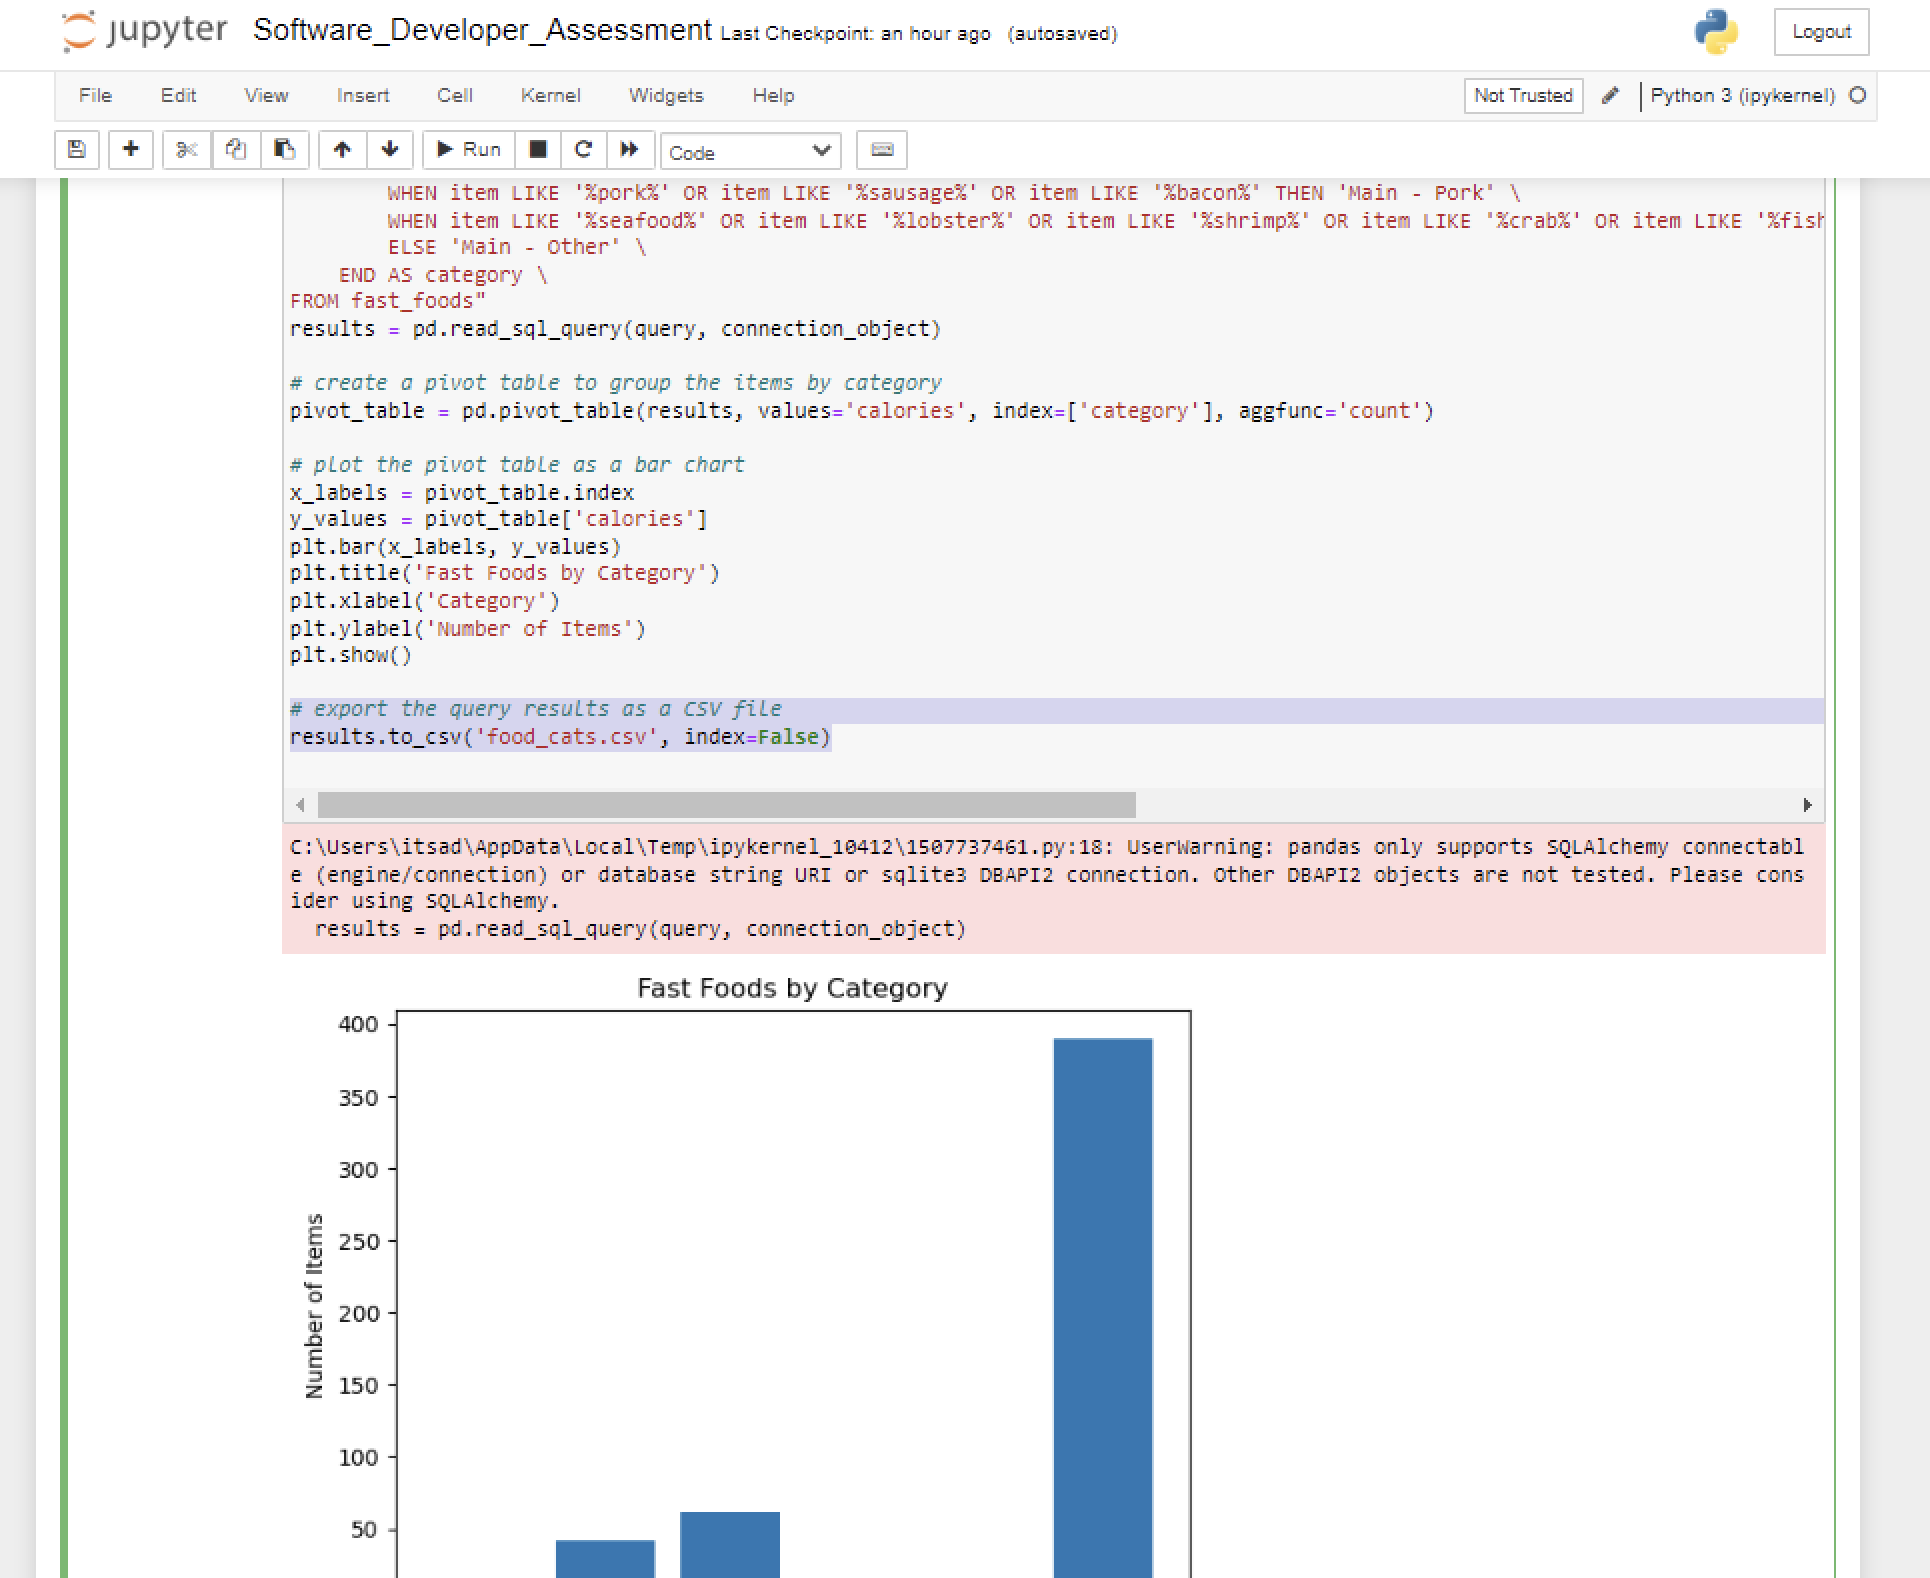 jupyter Software_Developer_Assessment Last Checkpoint: an hour ago (autosaved) Logout
File Edit View Insert Cell Kernel Widgets Help Not Trusted Python 3 (ipykernel)
Run Code
WHEN item LIKE '%pork%' OR item LIKE '%sausage%' OR item LIKE '%bacon%' THEN 'Main - Pork' \
WHEN item LIKE '%seafood%' OR item LIKE '%lobster%' OR item LIKE '%shrimp%' OR item LIKE '%crab%' OR item LIKE '%fish
ELSE 'Main - Other' \
END AS category \
FROM fast_foods"
results = pd.read_sql_query(query, connection_object)
# create a pivot table to group the items by category
pivot_table = pd.pivot_table(results, values='calories', index=['category'], aggfunc='count')
# plot the pivot table as a bar chart
x_labels = pivot_table.index
y_values = pivot_table['calories']
plt.bar(x_labels, y_values)
plt.title('Fast Foods by Category')
plt.xlabel('Category')
plt.ylabel('Number of Items')
plt.show()
# export the query results as a CSV file
results.to_csv('food_cats.csv', index=False)
C:\Users\itsad\AppData\Local\Temp\ipykernel_10412\1507737461.py:18: UserWarning: pandas only supports SQLAlchemy connectabl
e (engine/connection) or database string URI or sqlite3 DBAPI2 connection. Other DBAPI2 objects are not tested. Please cons
ider using SQLAlchemy.
results = pd.read_sql_query(query, connection_object)
Fast Foods by Category
400
350
300
250
200
150
100
50
Number of Items